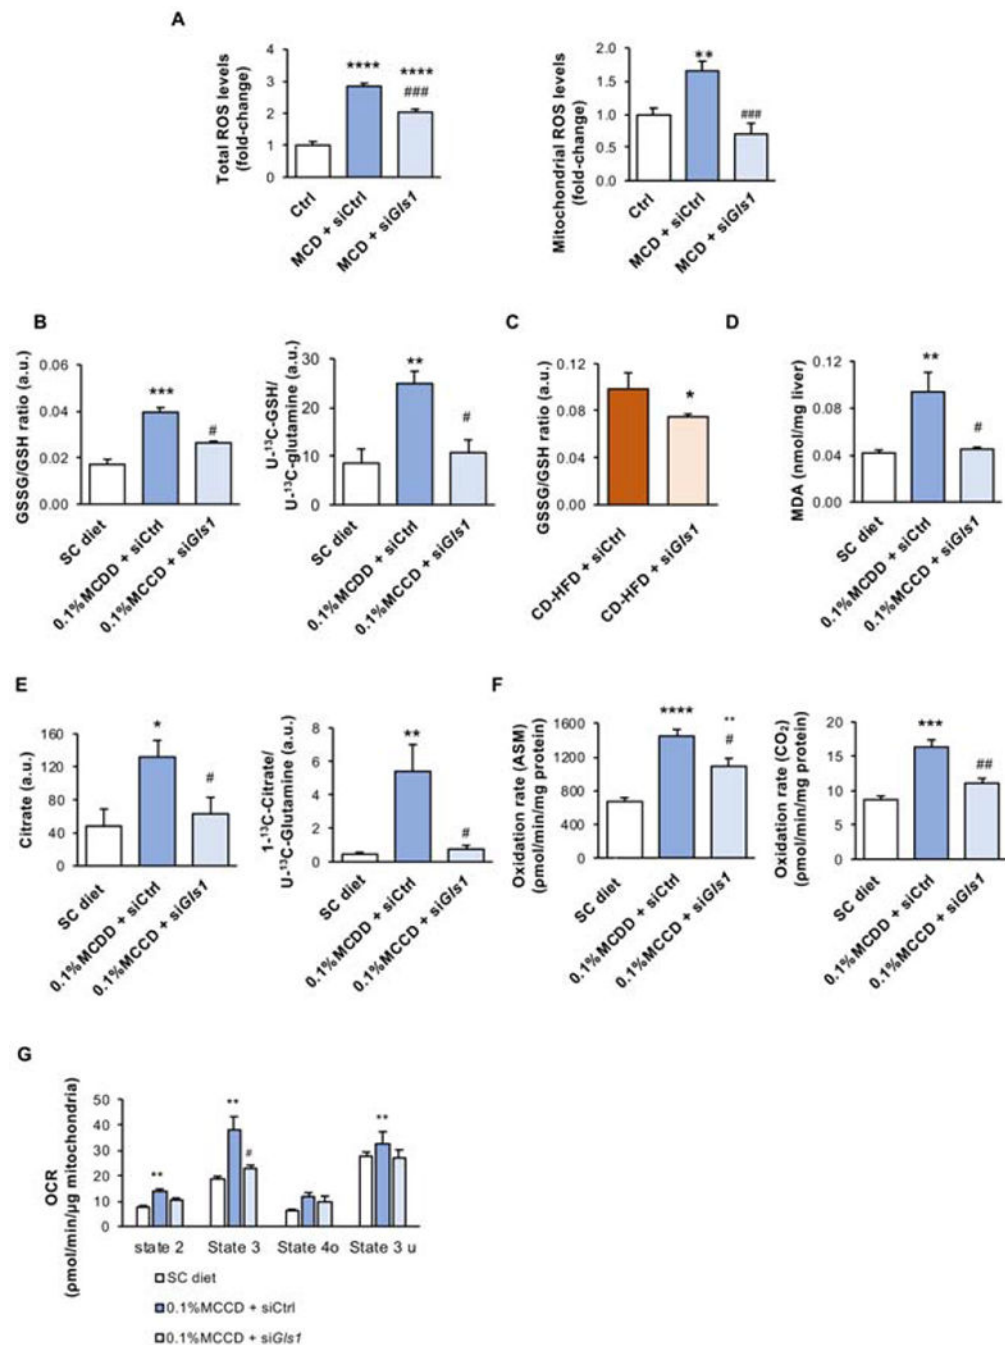 A
Total ROS levels
(fold-change)
4
3
2
1
0
****
****
###
Ctrl
MCD + siCtrl
MCD + siGls1
Mitochondrial ROS levels
(fold-change)
2.0
1.5
1.0
0.5
0.0
**
###
Ctrl
MCD + siCtrl
MCD + siGls1
B
GSSG/GSH ratio (a.u.)
0.06
0.04
0.02
0.00
***
#
SC diet
0.1%MCDD + siCtrl
0.1%MCCD + siGls1
U-¹³C-GSH/
U-¹³C-glutamine (a.u.)
30
20
10
0
**
#
SC diet
0.1%MCDD + siCtrl
0.1%MCCD + siGls1
C
GSSG/GSH ratio (a.u.)
0.12
0.08
0.04
0.00
*
CD-HFD + siCtrl
CD-HFD + siGls1
D
MDA (nmol/mg liver)
0.12
0.08
0.04
0.00
**
#
SC diet
0.1%MCDD + siCtrl
0.1%MCCD + siGls1
E
Citrate (a.u.)
160
120
80
40
0
*
#
SC diet
0.1%MCDD + siCtrl
0.1%MCCD + siGls1
1-¹³C-Citrate/
U-¹³C-Glutamine (a.u.)
8
6
4
2
0
**
#
SC diet
0.1%MCDD + siCtrl
0.1%MCCD + siGls1
F
Oxidation rate (ASM)
(pmol/min/mg protein)
1600
1200
800
400
0
****
**
#
SC diet
0.1%MCDD + siCtrl
0.1%MCCD + siGls1
Oxidation rate (CO₂)
(pmol/min/mg protein)
20
15
10
5
0
***
##
SC diet
0.1%MCDD + siCtrl
0.1%MCCD + siGls1
G
OCR
(pmol/min/µg mitochondria)
50
40
30
20
10
0
**
**
#
**
state 2
State 3
State 4o
State 3 u
SC diet
0.1%MCCD + siCtrl
0.1%MCCD + siGls1